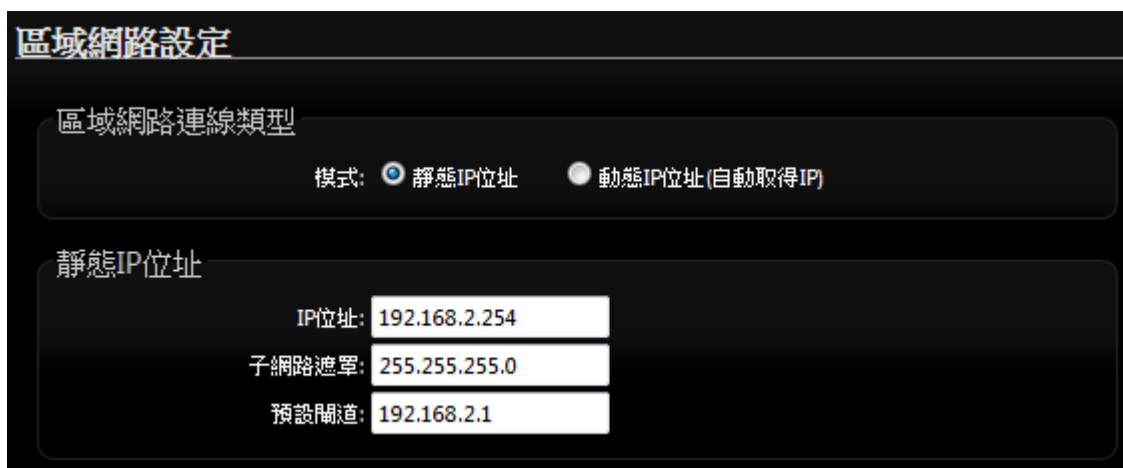 區域網路設定
區域網路連線類型
模式: 靜態IP位址 動態IP位址(自動取得IP)
靜態IP位址
IP位址: 192.168.2.254
子網路遮罩: 255.255.255.0
預設閘道: 192.168.2.1